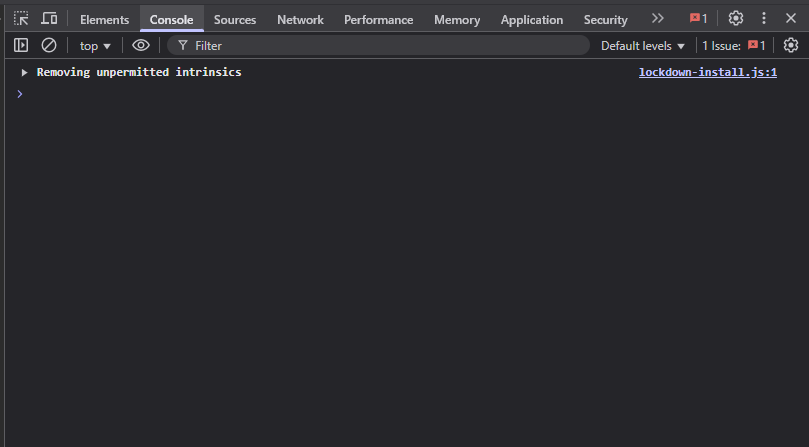 Elements Console Sources Network Performance Memory Application Security 1
top Filter Default levels 1 Issue: 1
Removing unpermitted intrinsics lockdown-install.js:1